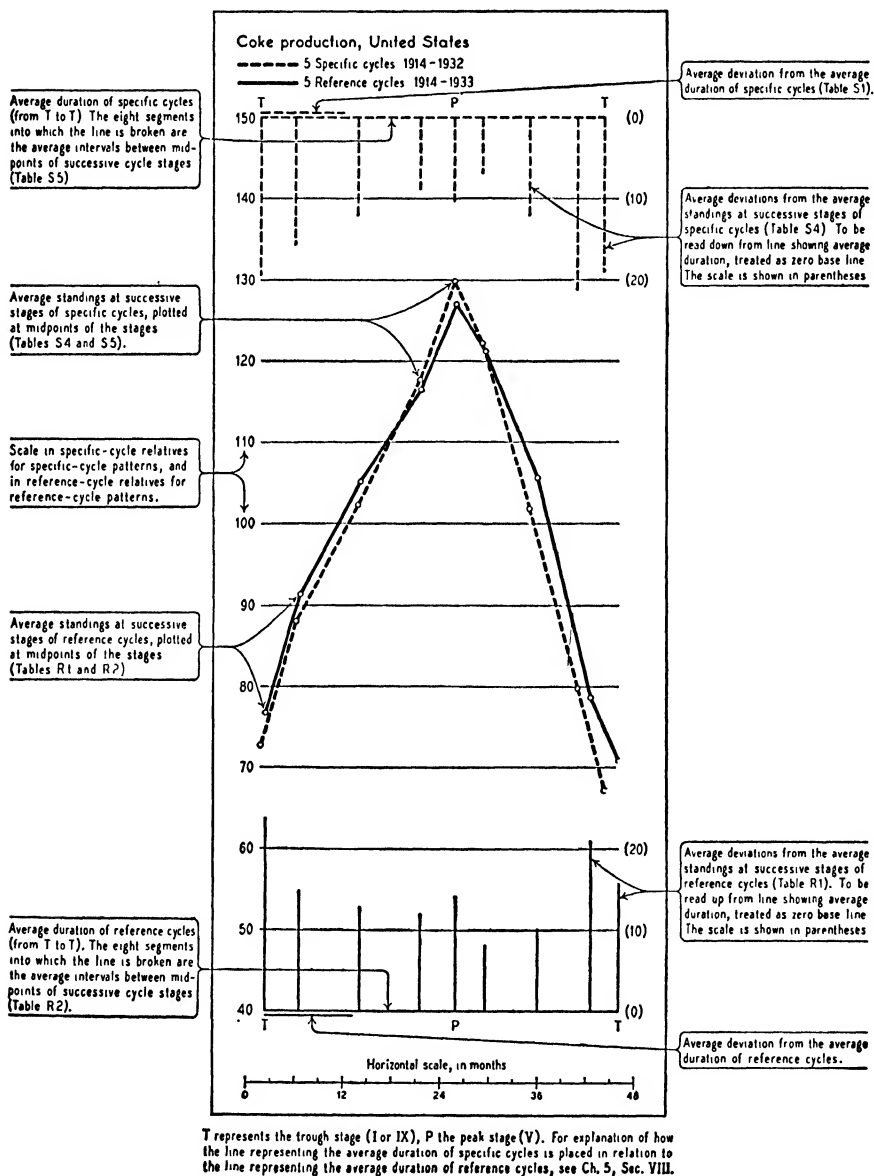 Coke production, United States
5 Specific cycles 1914-1932
5 Reference cycles 1914-1933
Average deviation from the average
duration of specific cycles (Table S1).
Average duration of specific cycles
(from T to T) The eight segments
into which the line is broken are
the average intervals between mid-
points of successive cycle stages
(Table S5)
T P T
150 (0)
140 (10)
130 (20)
120
110
100
90
80
70
60 (20)
50 (10)
40 (0)
T P T
Average deviations from the average
standings at successive stages of
specific cycles (Table S4) To be
read down from line showing average
duration, treated as zero base line
The scale is shown in parentheses
Average standings at successive
stages of specific cycles, plotted
at midpoints of the stages
(Tables S4 and S5).
Scale in specific-cycle relatives
for specific-cycle patterns, and
in reference-cycle relatives for
reference-cycle patterns.
Average standings at successive
stages of reference cycles, plotted
at midpoints of the stages
(Tables R1 and R2)
Average deviations from the average
standings at successive stages of
reference cycles (Table R1). To be
read up from line showing average
duration, treated as zero base line
The scale is shown in parentheses
Average duration of reference cycles
(from T to T). The eight segments
into which the line is broken are
the average intervals between mid-
points of successive cycle stages
(Table R2).
Average deviation from the average
duration of reference cycles.
Horizontal scale, in months
0 12 24 36 48
T represents the trough stage (I or IX), P the peak stage (V). For explanation of how
the line representing the average duration of specific cycles is placed in relation to
the line representing the average duration of reference cycles, see Ch. 5, Sec. VIII.